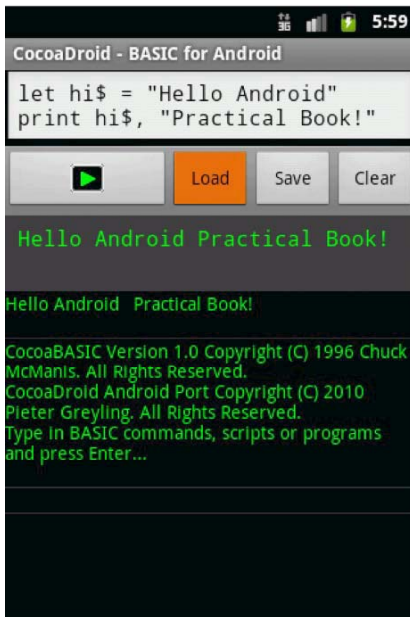 3G 5:59
CocoaDroid - BASIC for Android
let hi$ = "Hello Android"
print hi$, "Practical Book!"
Load Save Clear
Hello Android Practical Book!
Hello Android Practical Book!
CocoaBASIC Version 1.0 Copyright (C) 1996 Chuck
McManis. All Rights Reserved.
CocoaDroid Android Port Copyright (C) 2010
Pieter Greyling. All Rights Reserved.
Type in BASIC commands, scripts or programs
and press Enter...